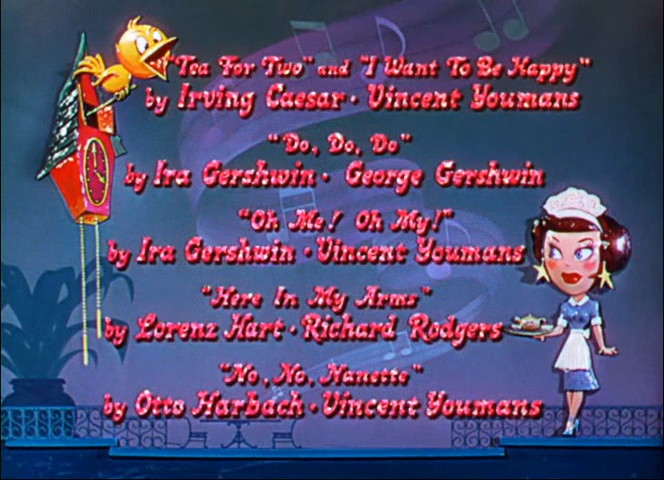 "Tea For Two" and "I Want To Be Happy"
by Irving Caesar · Vincent Youmans
"Do, Do, Do"
by Ira Gershwin · George Gershwin
"Oh Me! Oh My!"
by Ira Gershwin · Vincent Youmans
"Here In My Arms"
by Lorenz Hart · Richard Rodgers
"No, No, Nanette"
by Otto Harbach · Vincent Youmans